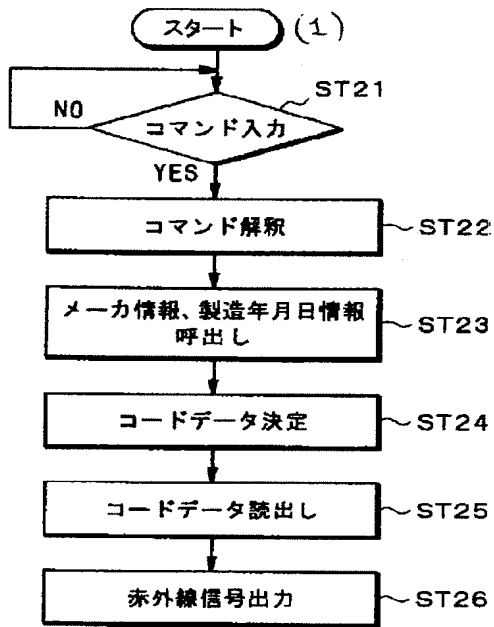 スタート (1)
ST21
NO
コマンド入力
YES
コマンド解釈 ST22
メーカ情報、製造年月日情報
呼出し
ST23
コードデータ決定 ST24
コードデータ読出し ST25
赤外線信号出力 ST26